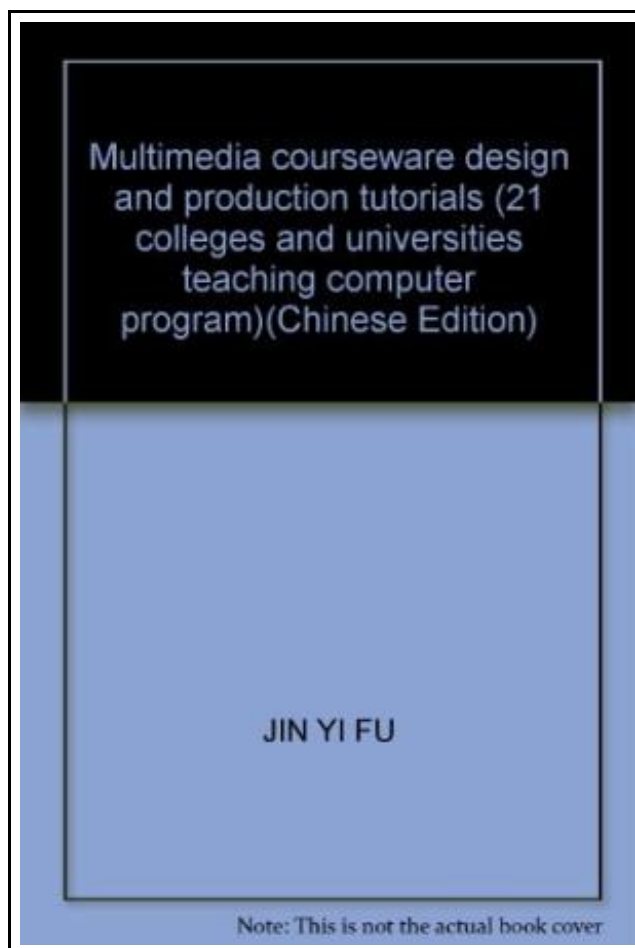 Multimedia courseware design
and production tutorials (21
colleges and universities
teaching computer
program)(Chinese Edition)
JIN YI FU
Note: This is not the actual book cover